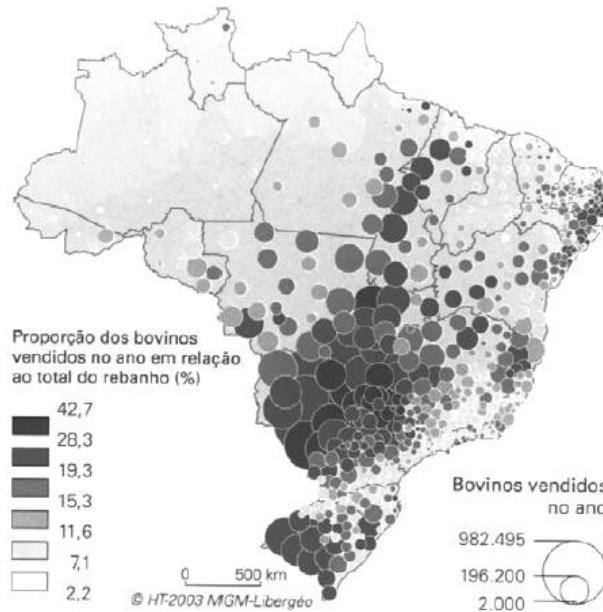 Proporção dos bovinos
vendidos no ano em relação
ao total do rebanho (%)
42,7
28,3
19,3
15,3
11,6
7,1
2,2
0 500 km
© HT-2003 MGM-Libergéo
Bovinos vendidos
no ano
982.495
196.200
2.000